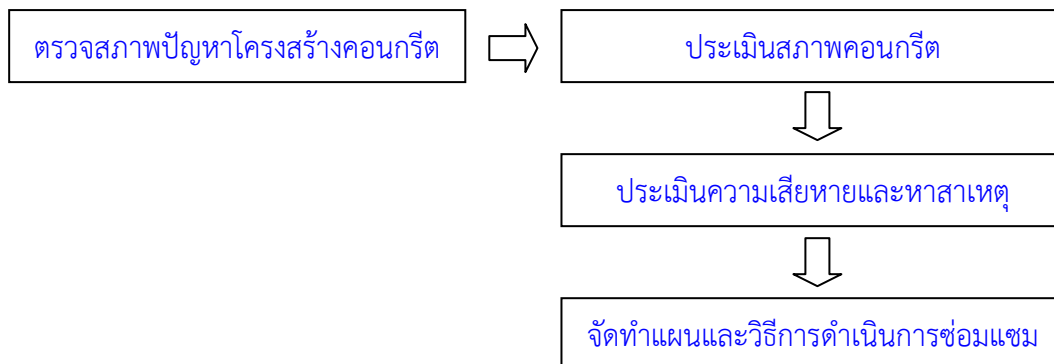 ตรวจสภาพปัญหาโครงสร้างคอนกรีต
ประเมินสภาพคอนกรีต
ประเมินความเสียหายและหาสาเหตุ
จัดทำแผนและวิธีการดำเนินการซ่อมแซม